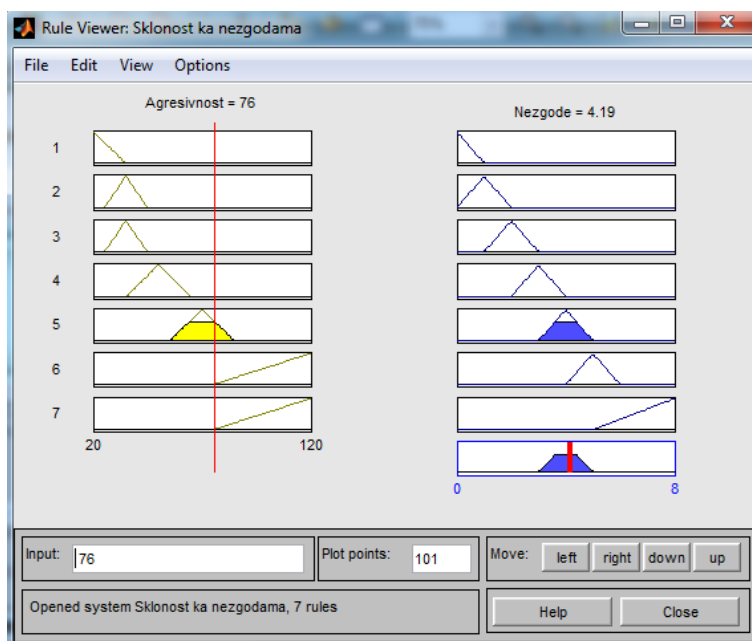 Rule Viewer: Sklonost ka nezgodama
File Edit View Options
Agresivnost = 76
Nezgode = 4.19
1
2
3
4
5
6
7
20 120
0 8
Input: 76
Plot points: 101
Move: left right down up
Opened system Sklonost ka nezgodama, 7 rules
Help Close